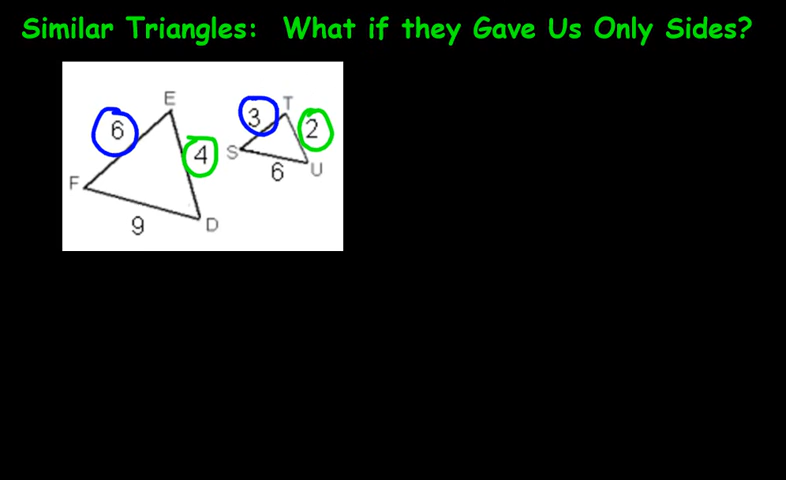 Similar Triangles: What if they Gave Us Only Sides?
E T
6 3 2
4
F S U
9 6
D